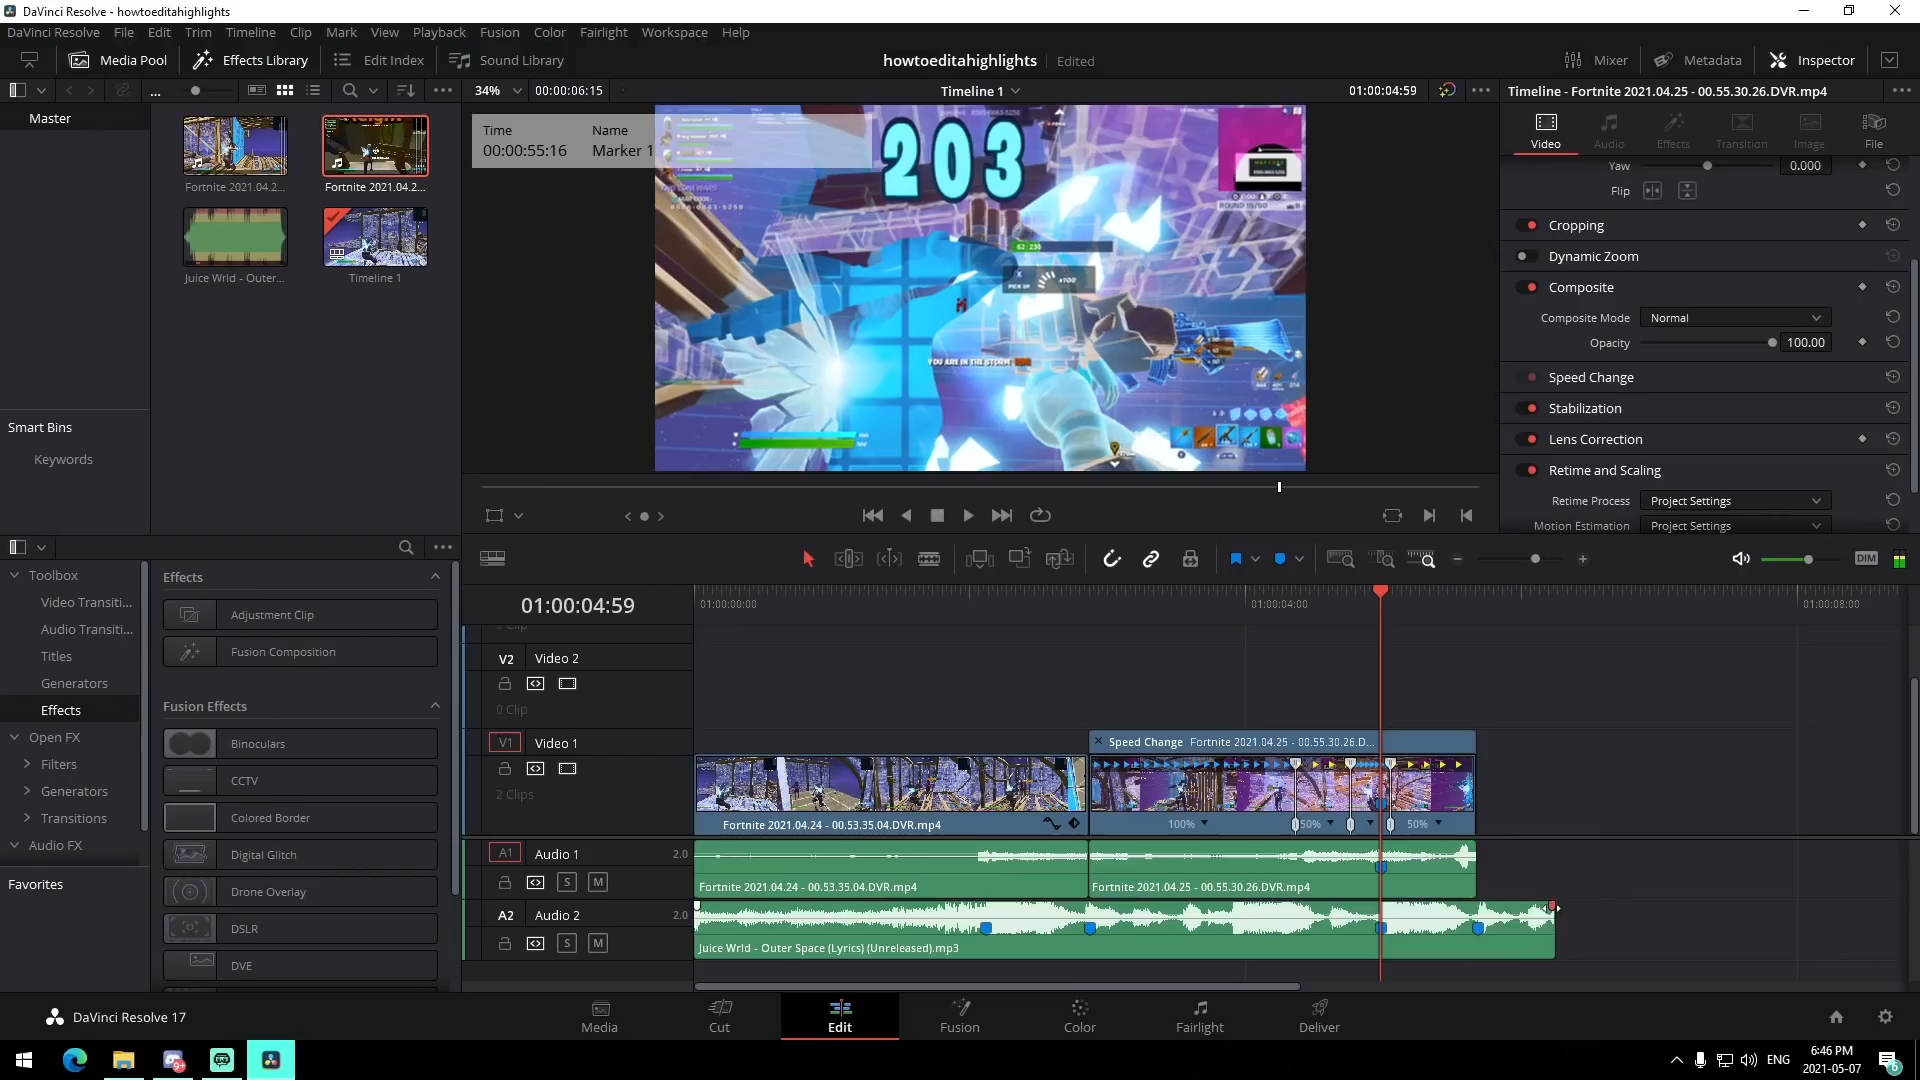 DaVinci Resolve - howtoeditahighlights
DaVinci Resolve File Edit Trim Timeline Clip Mark View Playback Fusion Color Fairlight Workspace Help
Media Pool Effects Library Edit Index Sound Library howtoeditahighlights Edited Mixer Metadata Inspector
... 34% 00:00:06:15 Timeline 1 01:00:04:59 Timeline - Fortnite 2021.04.25 - 00.55.30.26.DVR.mp4
Master
Fortnite 2021.04.2...
Fortnite 2021.04.2...
Juice Wrld - Outer...
Timeline 1
Smart Bins
Keywords
Time Name
00:00:55:16 Marker 1
203
62 236
PICK UP x100
YOU ARE IN THE STORM
Video Audio Effects Transition Image File
Yaw 0.000
Flip
Cropping
Dynamic Zoom
Composite
Composite Mode Normal
Opacity 100.00
Speed Change
Stabilization
Lens Correction
Retime and Scaling
Retime Process Project Settings
Motion Estimation Project Settings
DIM
Toolbox
Video Transiti...
Audio Transiti...
Titles
Generators
Effects
Open FX
Filters
Generators
Transitions
Audio FX
Favorites
Effects
Adjustment Clip
Fusion Composition
Fusion Effects
Binoculars
CCTV
Colored Border
Digital Glitch
Drone Overlay
DSLR
DVE
01:00:04:59
01:00:00:00 01:00:04:00 01:00:08:00
V2 Video 2
0 Clip
V1 Video 1
2 Clips
Speed Change Fortnite 2021.04.25 - 00.55.30.26.D...
Fortnite 2021.04.24 - 00.53.35.04.DVR.mp4
100% 50% 50%
A1 Audio 1 2.0
S M
Fortnite 2021.04.24 - 00.53.35.04.DVR.mp4
Fortnite 2021.04.25 - 00.55.30.26.DVR.mp4
A2 Audio 2 2.0
S M
Juice Wrld - Outer Space (Lyrics) (Unreleased).mp3
DaVinci Resolve 17
Media Cut Edit Fusion Color Fairlight Deliver
9+
ENG
6:46 PM
2021-05-07
6